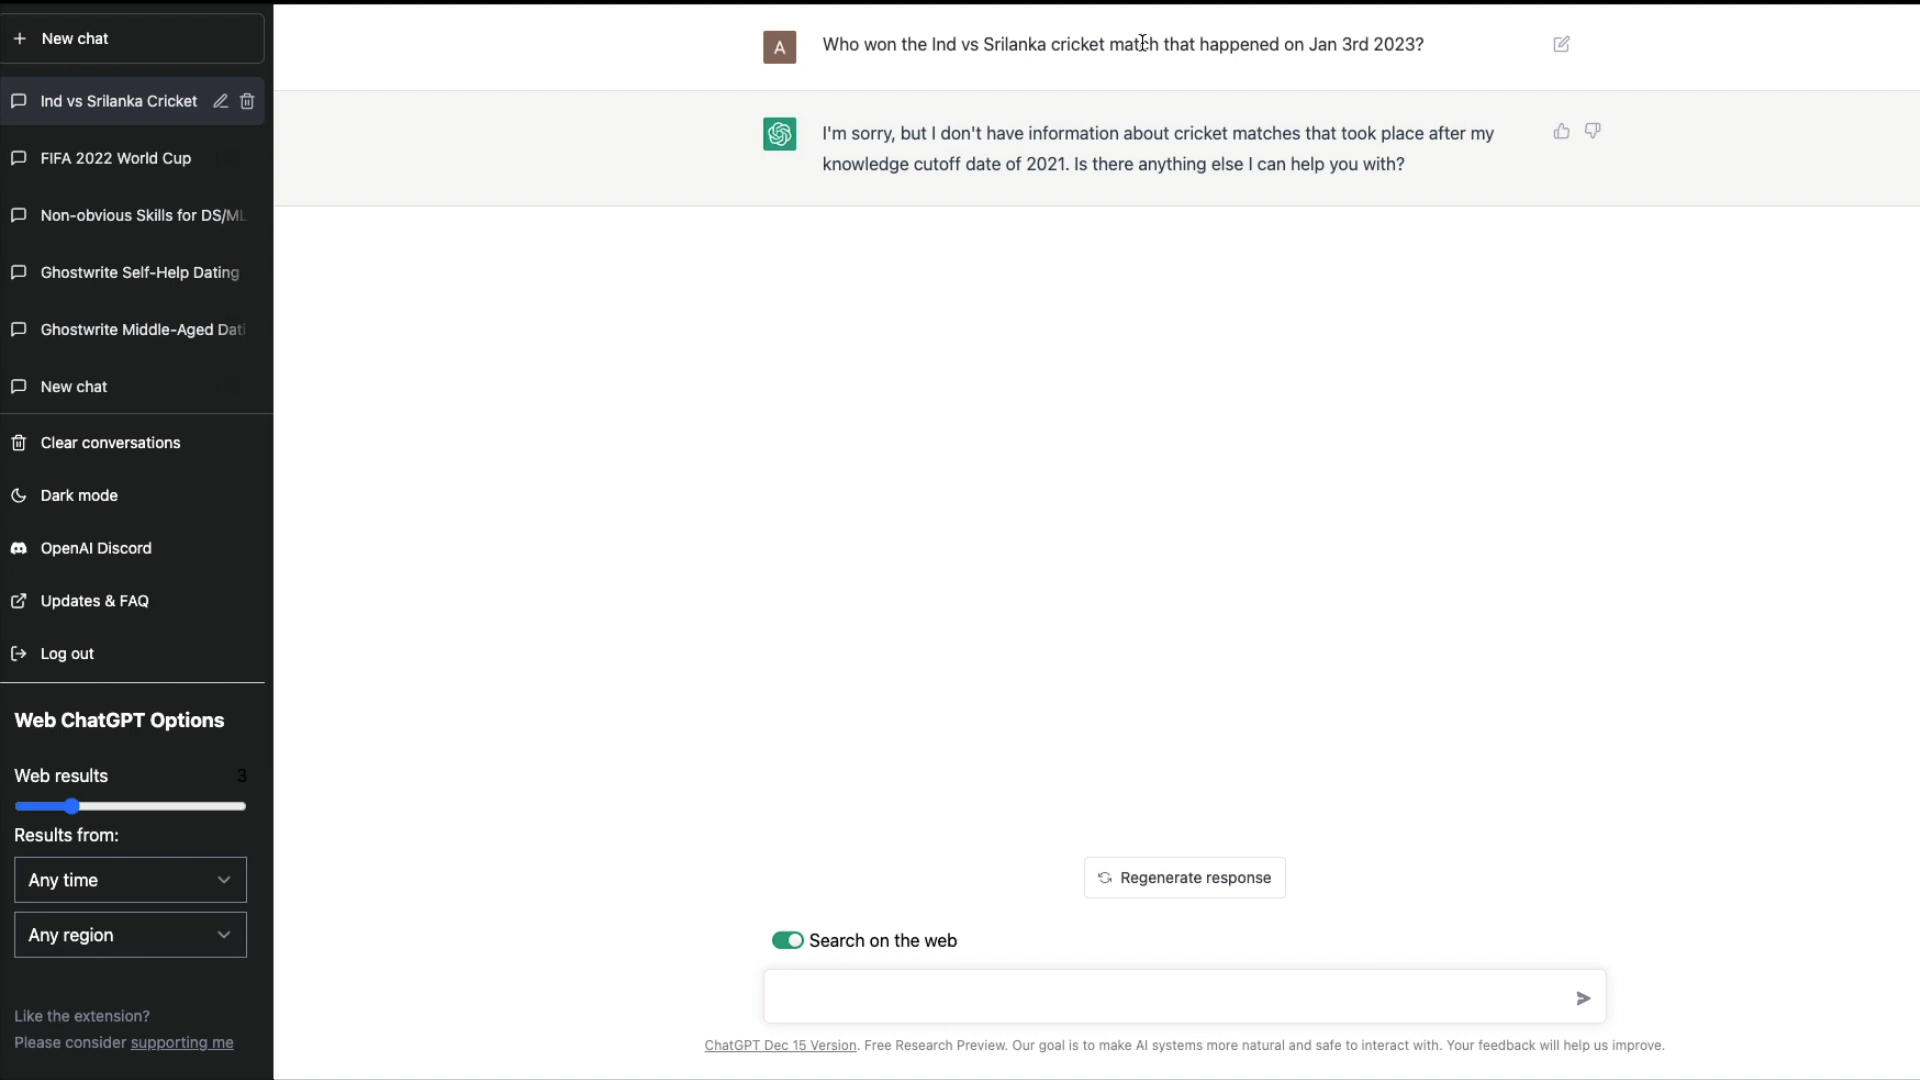 New chat
Ind vs Srilanka Cricket
FIFA 2022 World Cup
Non-obvious Skills for DS/ML
Ghostwrite Self-Help Dating
Ghostwrite Middle-Aged Dati
New chat
Clear conversations
Dark mode
OpenAI Discord
Updates & FAQ
Log out
Web ChatGPT Options
Web results 3
Results from:
Any time
Any region
Like the extension?
Please consider supporting me
A
Who won the Ind vs Srilanka cricket match that happened on Jan 3rd 2023?
I'm sorry, but I don't have information about cricket matches that took place after my
knowledge cutoff date of 2021. Is there anything else I can help you with?
Regenerate response
Search on the web
ChatGPT Dec 15 Version. Free Research Preview. Our goal is to make AI systems more natural and safe to interact with. Your feedback will help us improve.